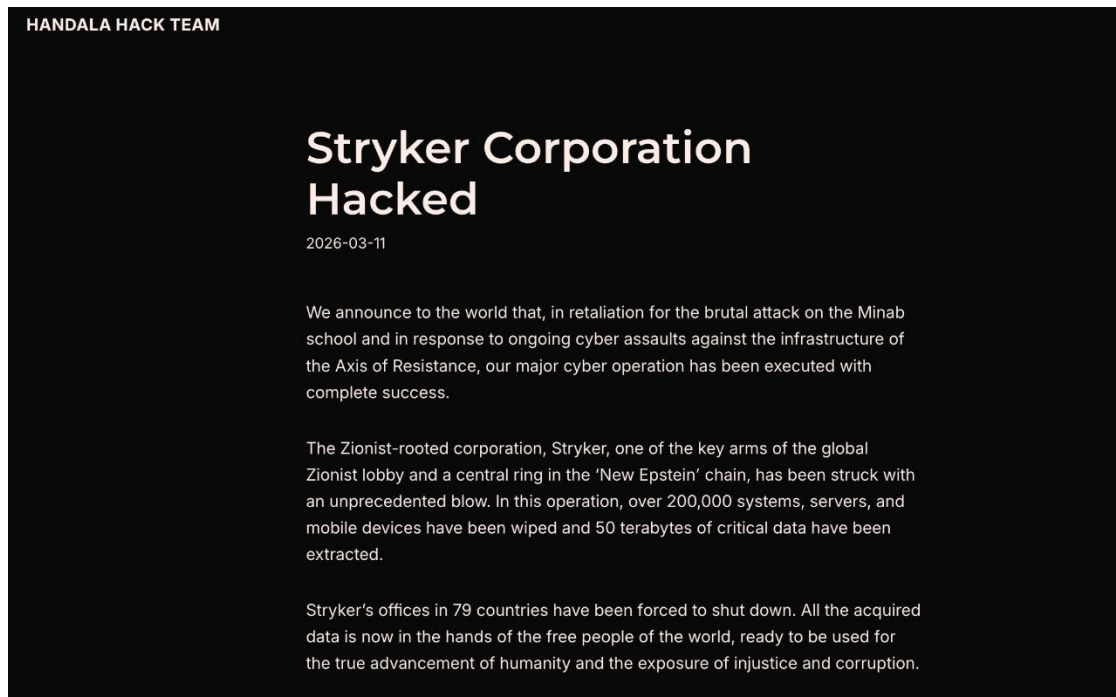 HANDALA HACK TEAM
Stryker Corporation
Hacked
2026-03-11
We announce to the world that, in retaliation for the brutal attack on the Minab
school and in response to ongoing cyber assaults against the infrastructure of
the Axis of Resistance, our major cyber operation has been executed with
complete success.
The Zionist-rooted corporation, Stryker, one of the key arms of the global
Zionist lobby and a central ring in the ‘New Epstein’ chain, has been struck with
an unprecedented blow. In this operation, over 200,000 systems, servers, and
mobile devices have been wiped and 50 terabytes of critical data have been
extracted.
Stryker’s offices in 79 countries have been forced to shut down. All the acquired
data is now in the hands of the free people of the world, ready to be used for
the true advancement of humanity and the exposure of injustice and corruption.